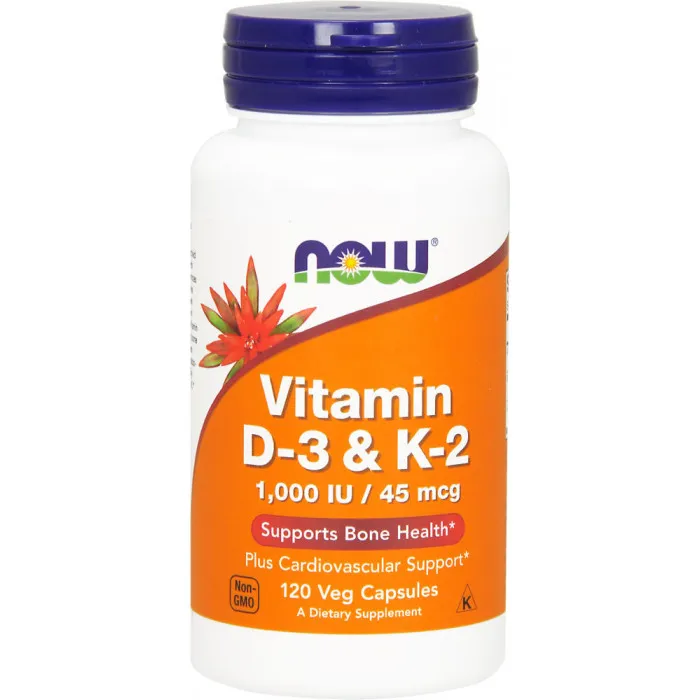 now®
Vitamin
D-3 & K-2
1,000 IU / 45 mcg
Supports Bone Health*
Plus Cardiovascular Support*
120 Veg Capsules
A Dietary Supplement
Non-
GMO
K